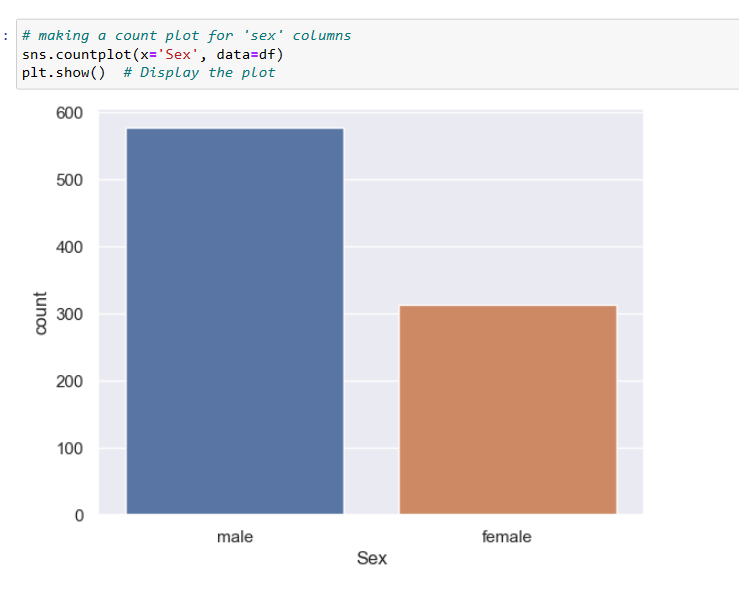 : # making a count plot for 'sex' columns
sns.countplot(x='Sex', data=df)
plt.show()  # Display the plot
600
500
400
300
200
100
0
count
male female
Sex